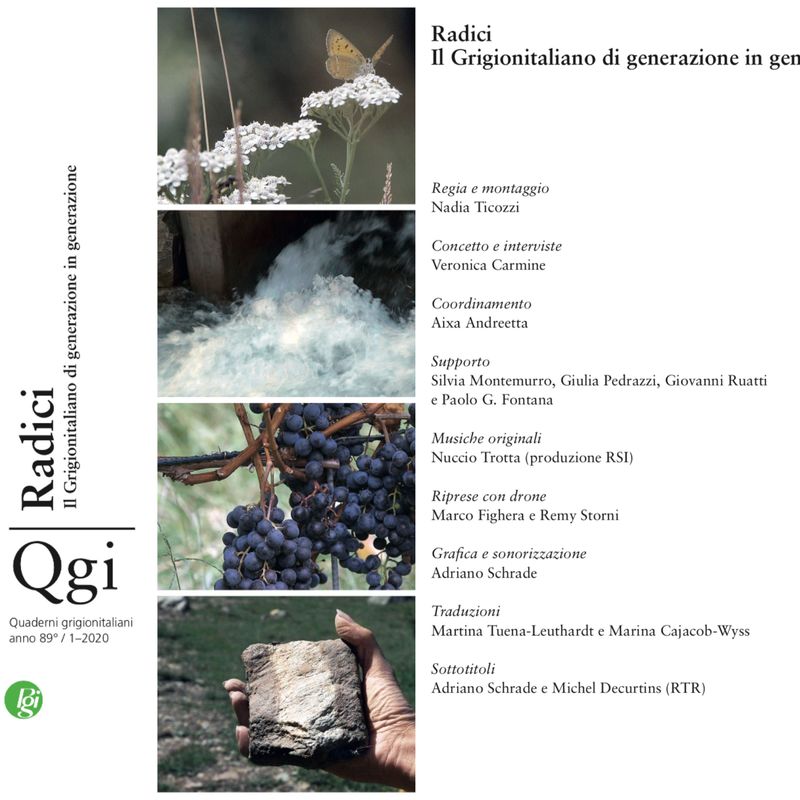 Radici
Il Grigionitaliano di generazione in generazione
Qgi
Quaderni grigionitaliani
anno 89° / 1–2020
Pgi
Radici
Il Grigionitaliano di generazione in gen
Regia e montaggio
Nadia Ticozzi
Concetto e interviste
Veronica Carmine
Coordinamento
Aixa Andreetta
Supporto
Silvia Montemurro, Giulia Pedrazzi, Giovanni Ruatti
e Paolo G. Fontana
Musiche originali
Nuccio Trotta (produzione RSI)
Riprese con drone
Marco Fighera e Remy Storni
Grafica e sonorizzazione
Adriano Schrade
Traduzioni
Martina Tuena-Leuthardt e Marina Cajacob-Wyss
Sottotitoli
Adriano Schrade e Michel Decurtins (RTR)